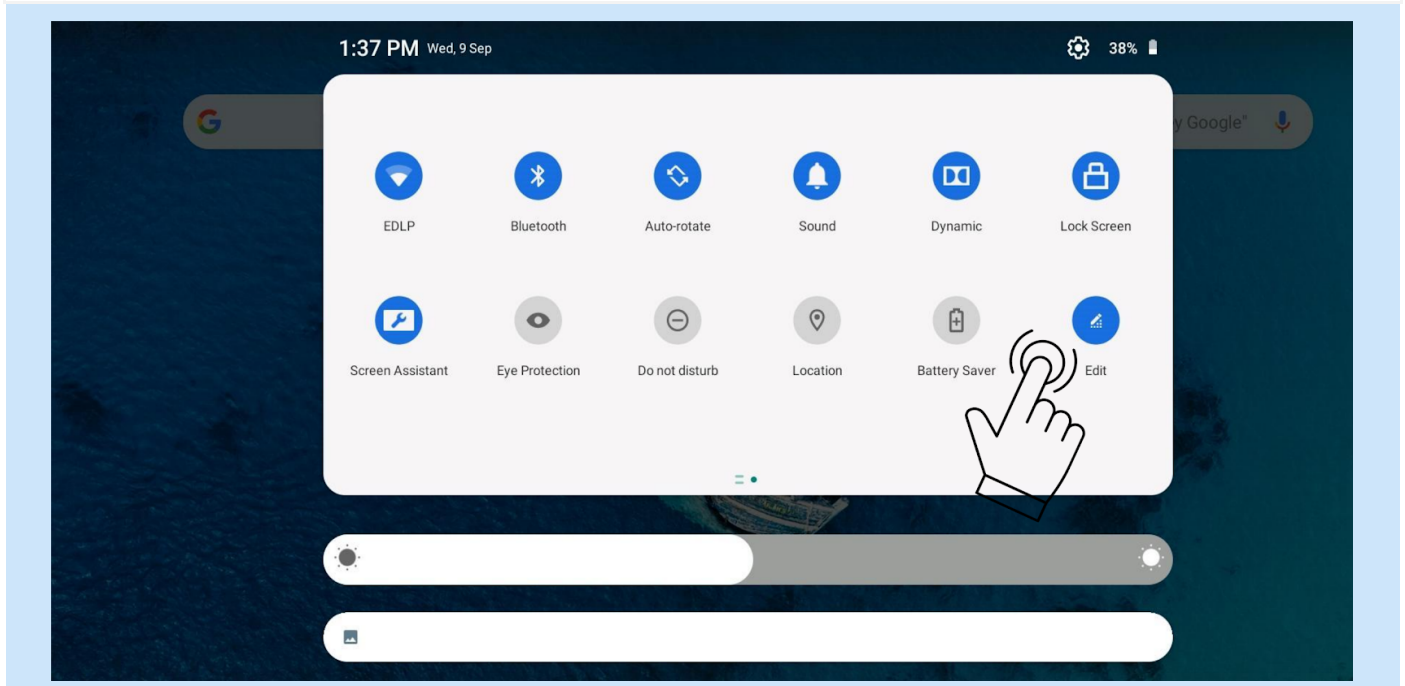 1:37 PM Wed, 9 Sep 38%
G y Google"
EDLP Bluetooth Auto-rotate Sound Dynamic Lock Screen
Screen Assistant Eye Protection Do not disturb Location Battery Saver Edit